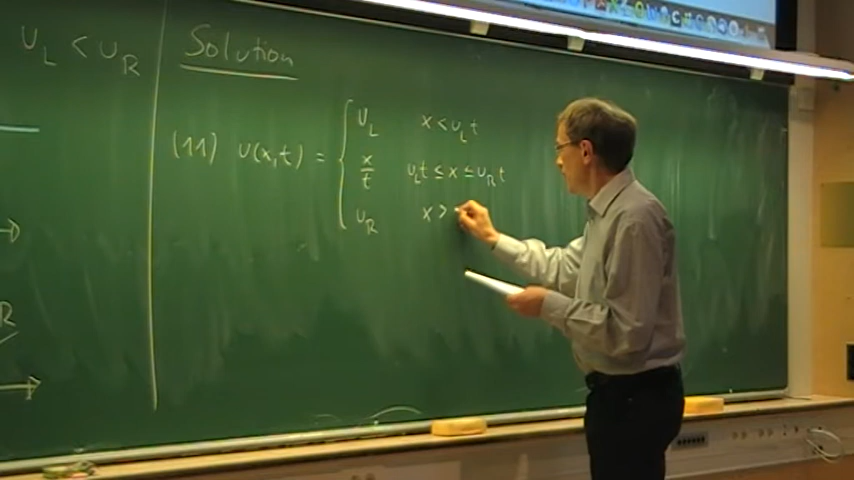 u_L < u_R
Solution
(11) u(x,t) = { u_L x < u_L t
x/t u_L t ≤ x ≤ u_R t
u_R x >
R